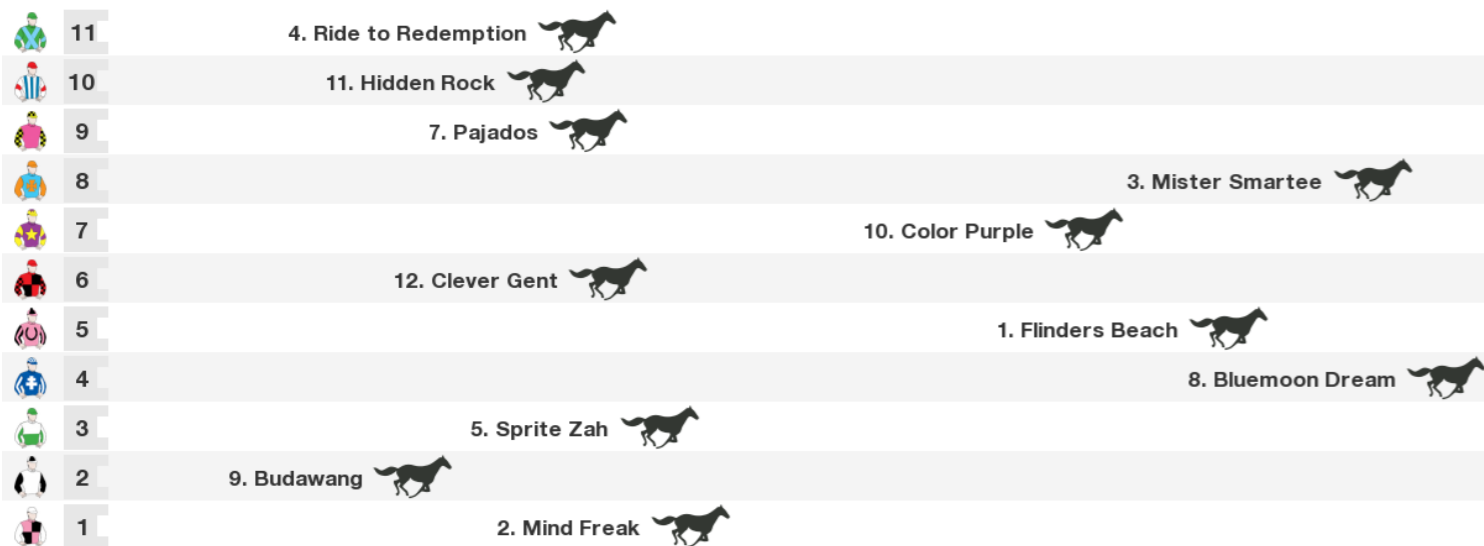 11 4. Ride to Redemption
10 11. Hidden Rock
9 7. Pajados
8 3. Mister Smartee
7 10. Color Purple
6 12. Clever Gent
5 1. Flinders Beach
4 8. Bluemoon Dream
3 5. Sprite Zah
2 9. Budawang
1 2. Mind Freak